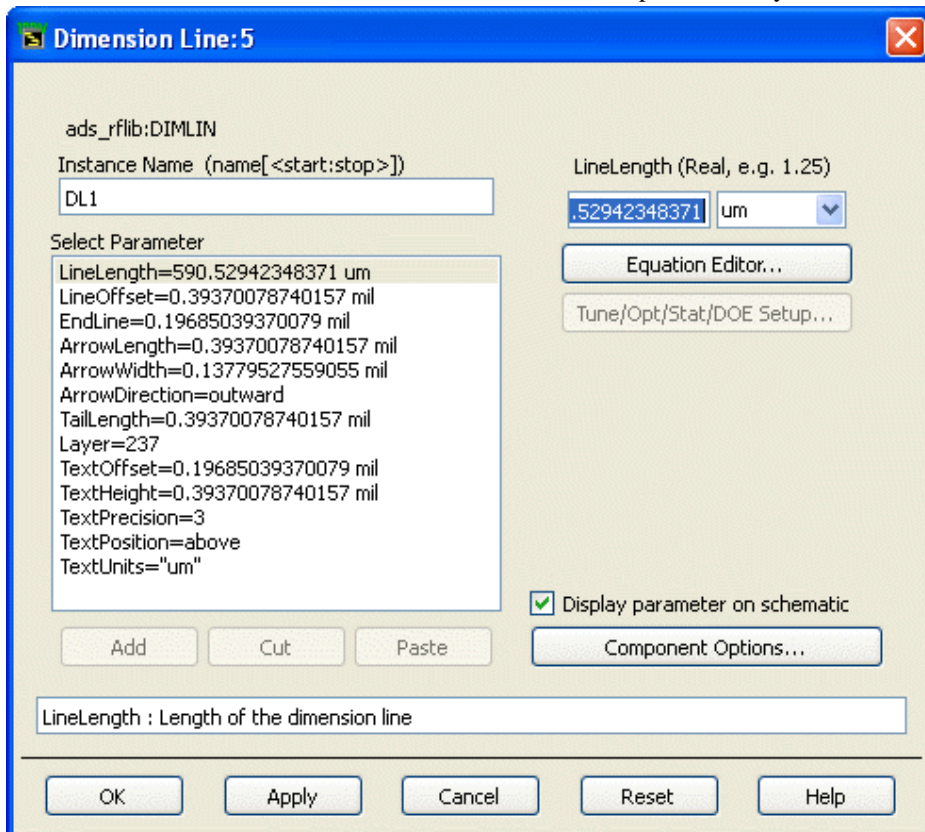 Dimension Line:5
ads_rflib:DIMLIN
Instance Name (name[<start:stop>])
DL1
LineLength (Real, e.g. 1.25)
.52942348371 um
Select Parameter
LineLength=590.52942348371 um
LineOffset=0.39370078740157 mil
EndLine=0.19685039370079 mil
ArrowLength=0.39370078740157 mil
ArrowWidth=0.13779527559055 mil
ArrowDirection=outward
TailLength=0.39370078740157 mil
Layer=237
TextOffset=0.19685039370079 mil
TextHeight=0.39370078740157 mil
TextPrecision=3
TextPosition=above
TextUnits="um"
Equation Editor...
Tune/Opt/Stat/DOE Setup...
Display parameter on schematic
Add Cut Paste
Component Options...
LineLength : Length of the dimension line
OK Apply Cancel Reset Help